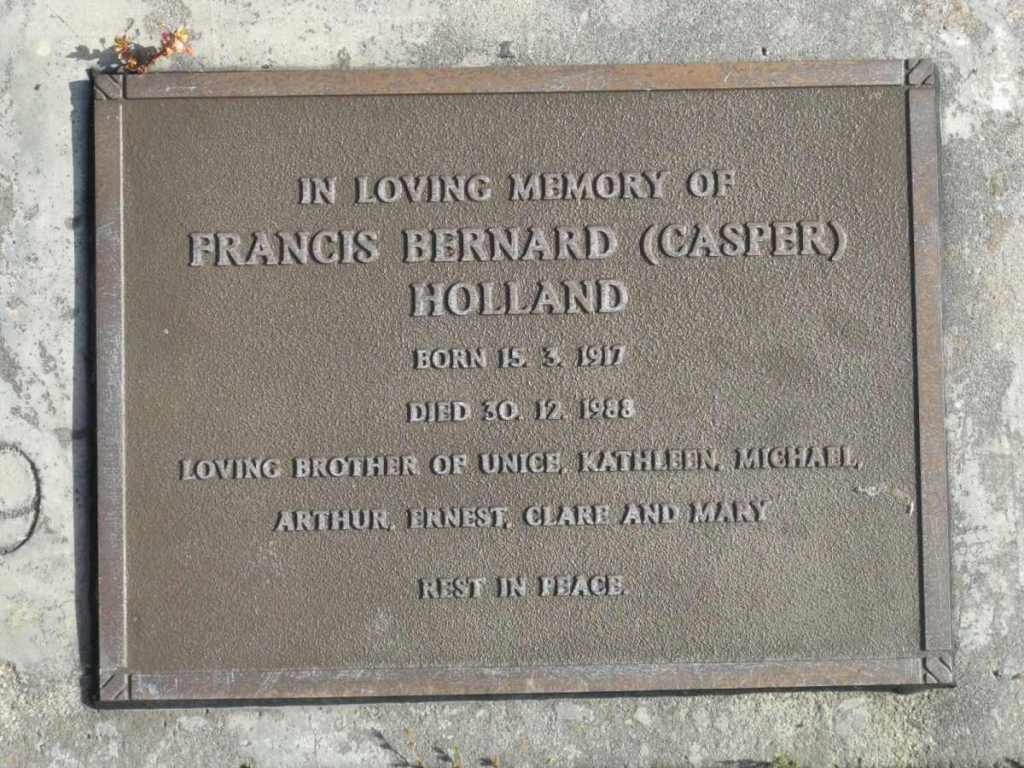 IN LOVING MEMORY OF
FRANCIS BERNARD (CASPER)
HOLLAND
BORN 15. 3. 1917
DIED 30. 12. 1988
LOVING BROTHER OF UNICE, KATHLEEN, MICHAEL,
ARTHUR, ERNEST, CLARE AND MARY
REST IN PEACE.